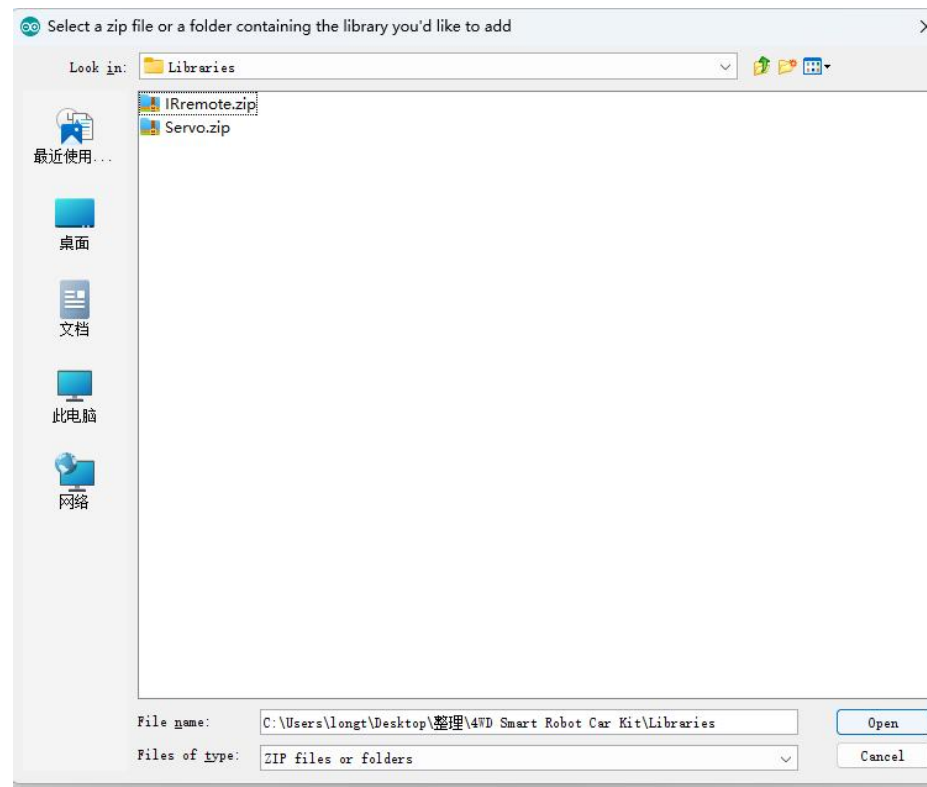 Select a zip file or a folder containing the library you'd like to add
Look in: Libraries
IRremote.zip
Servo.zip
最近使用...
桌面
文档
此电脑
网络
File name: C:\Users\longt\Desktop\整理\4WD Smart Robot Car Kit\Libraries Open
Files of type: ZIP files or folders Cancel